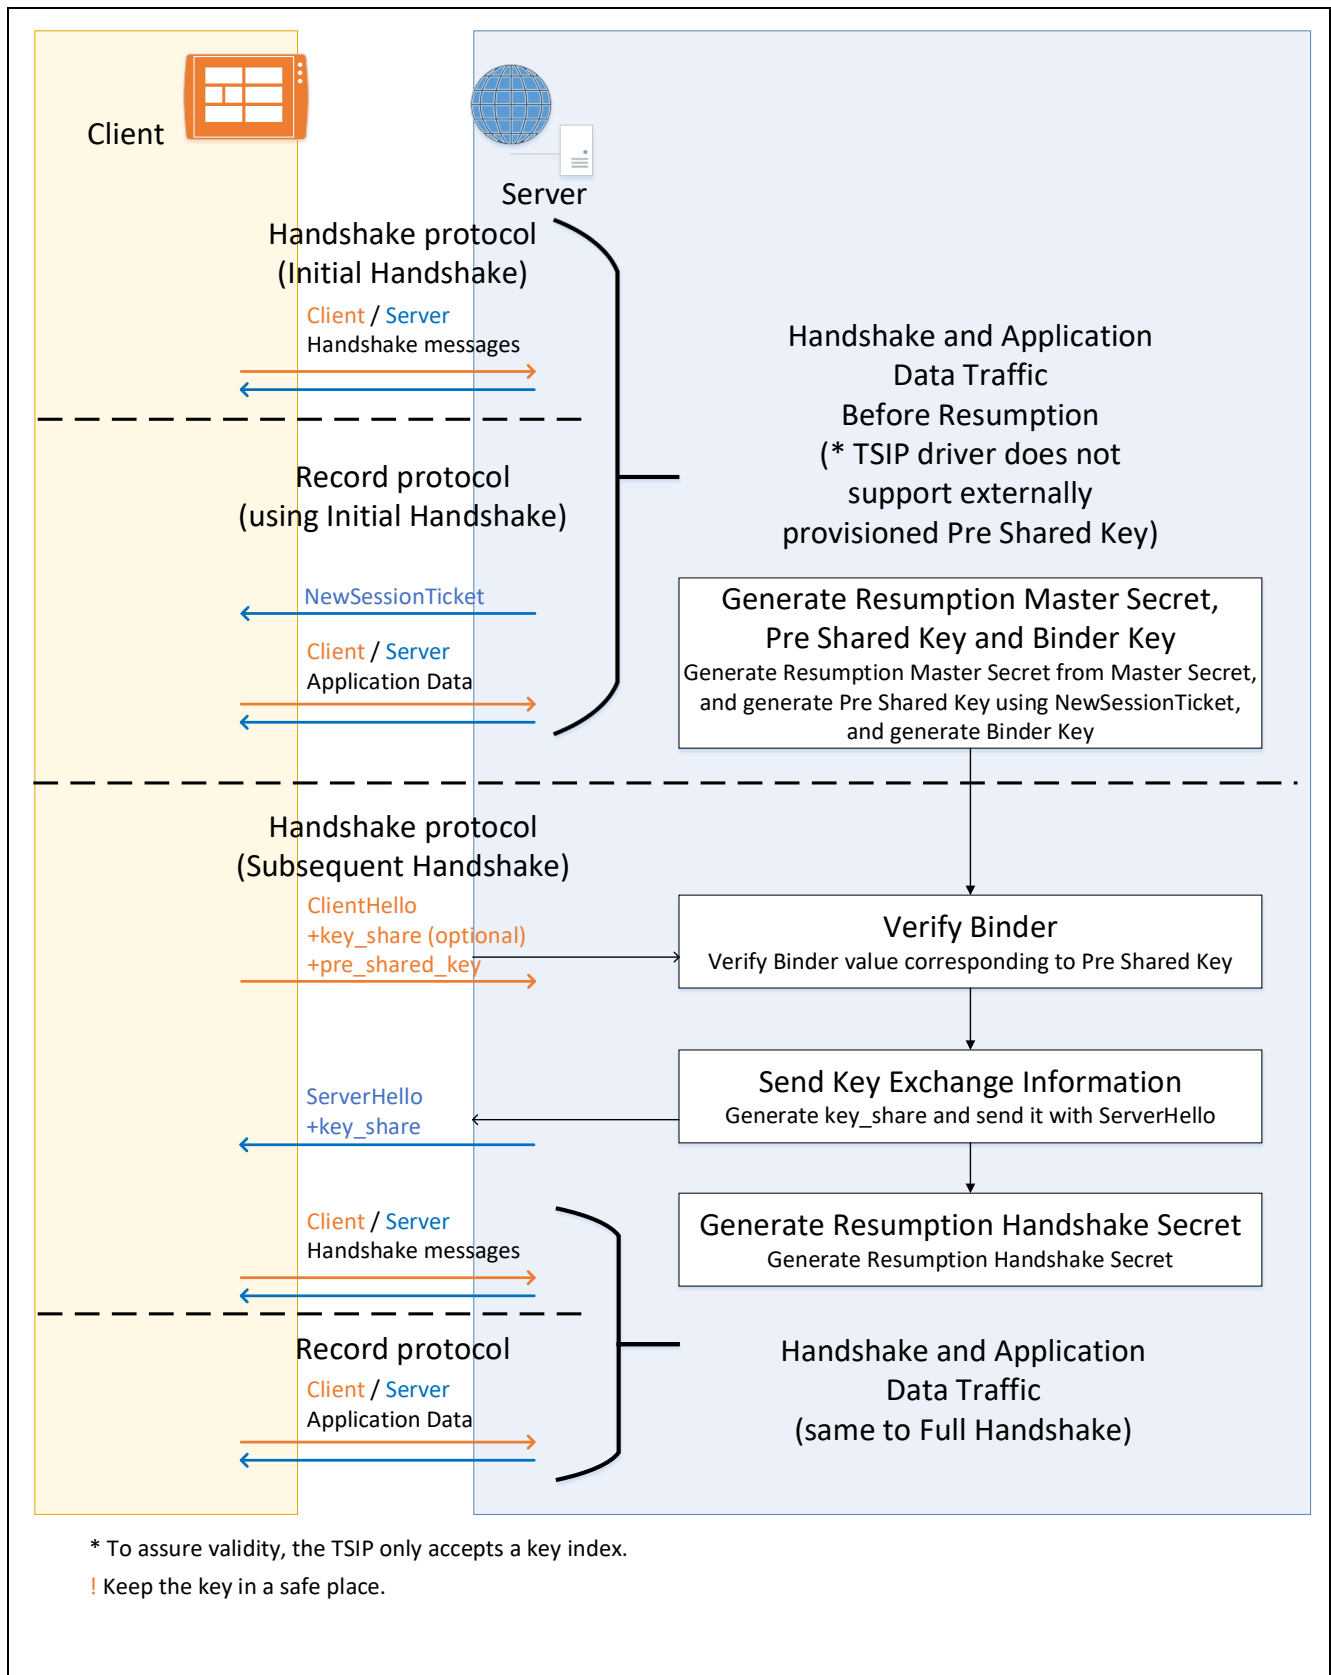 Client
Server
Handshake protocol
(Initial Handshake)
Client / Server
Handshake messages
Handshake and Application
Data Traffic
Before Resumption
(* TSIP driver does not
support externally
provisioned Pre Shared Key)
Record protocol
(using Initial Handshake)
NewSessionTicket
Client / Server
Application Data
Generate Resumption Master Secret,
Pre Shared Key and Binder Key
Generate Resumption Master Secret from Master Secret,
and generate Pre Shared Key using NewSessionTicket,
and generate Binder Key
Handshake protocol
(Subsequent Handshake)
ClientHello
+key_share (optional)
+pre_shared_key
Verify Binder
Verify Binder value corresponding to Pre Shared Key
Send Key Exchange Information
Generate key_share and send it with ServerHello
ServerHello
+key_share
Generate Resumption Handshake Secret
Generate Resumption Handshake Secret
Client / Server
Handshake messages
Record protocol
Client / Server
Application Data
Handshake and Application
Data Traffic
(same to Full Handshake)
* To assure validity, the TSIP only accepts a key index.
! Keep the key in a safe place.